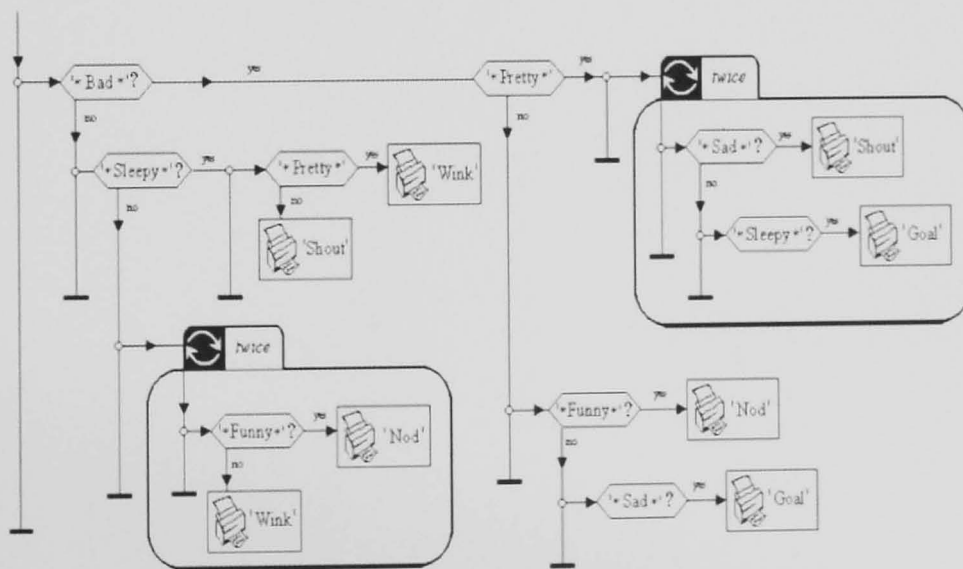 '*Bad*'?
yes
'*Pretty*'
yes
twice
no
no
'*Sad*'?
yes
'Shout'
'*Sleepy*'?
yes
'*Pretty*'
yes
'Wink'
no
no
no
'*Sleepy*'?
yes
'Goal'
'Shout'
twice
'*Funny*'?
yes
'Nod'
'*Funny*'?
yes
'Nod'
no
no
'*Sad*'?
yes
'Goal'
'Wink'